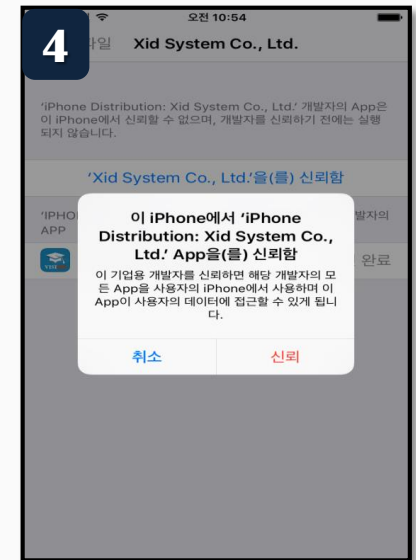 오전 10:54
4
일 Xid System Co., Ltd.
'iPhone Distribution: Xid System Co., Ltd.' 개발자의 App은
이 iPhone에서 신뢰할 수 없으며, 개발자를 신뢰하기 전에는 실행
되지 않습니다.
'Xid System Co., Ltd.'을(를) 신뢰함
'IPHO 발자의
APP
이 iPhone에서 'iPhone
Distribution: Xid System Co.,
Ltd.' App을(를) 신뢰함
완료
이 기업용 개발자를 신뢰하면 해당 개발자의 모
든 App을 사용자의 iPhone에서 사용하며 이
App이 사용자의 데이터에 접근할 수 있게 됩니
다.
취소 신뢰